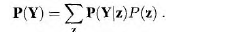 P(Y) = ∑_z P(Y|z)P(z) .